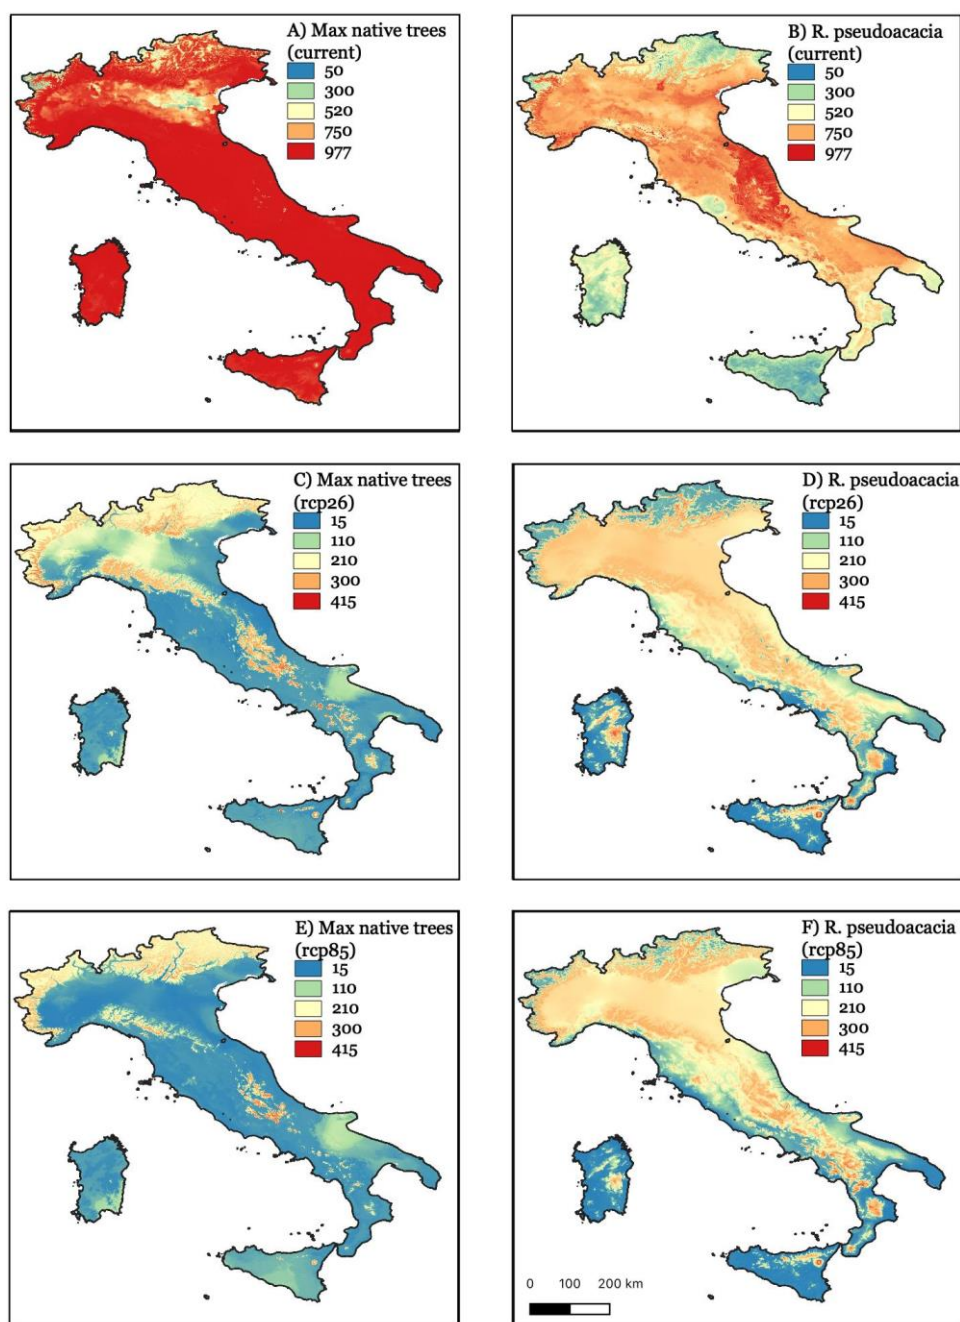 A) Max native trees
(current)
50
300
520
750
977
B) R. pseudoacacia
(current)
50
300
520
750
977
C) Max native trees
(rcp26)
15
110
210
300
415
D) R. pseudoacacia
(rcp26)
15
110
210
300
415
E) Max native trees
(rcp85)
15
110
210
300
415
F) R. pseudoacacia
(rcp85)
15
110
210
300
415
0 100 200 km